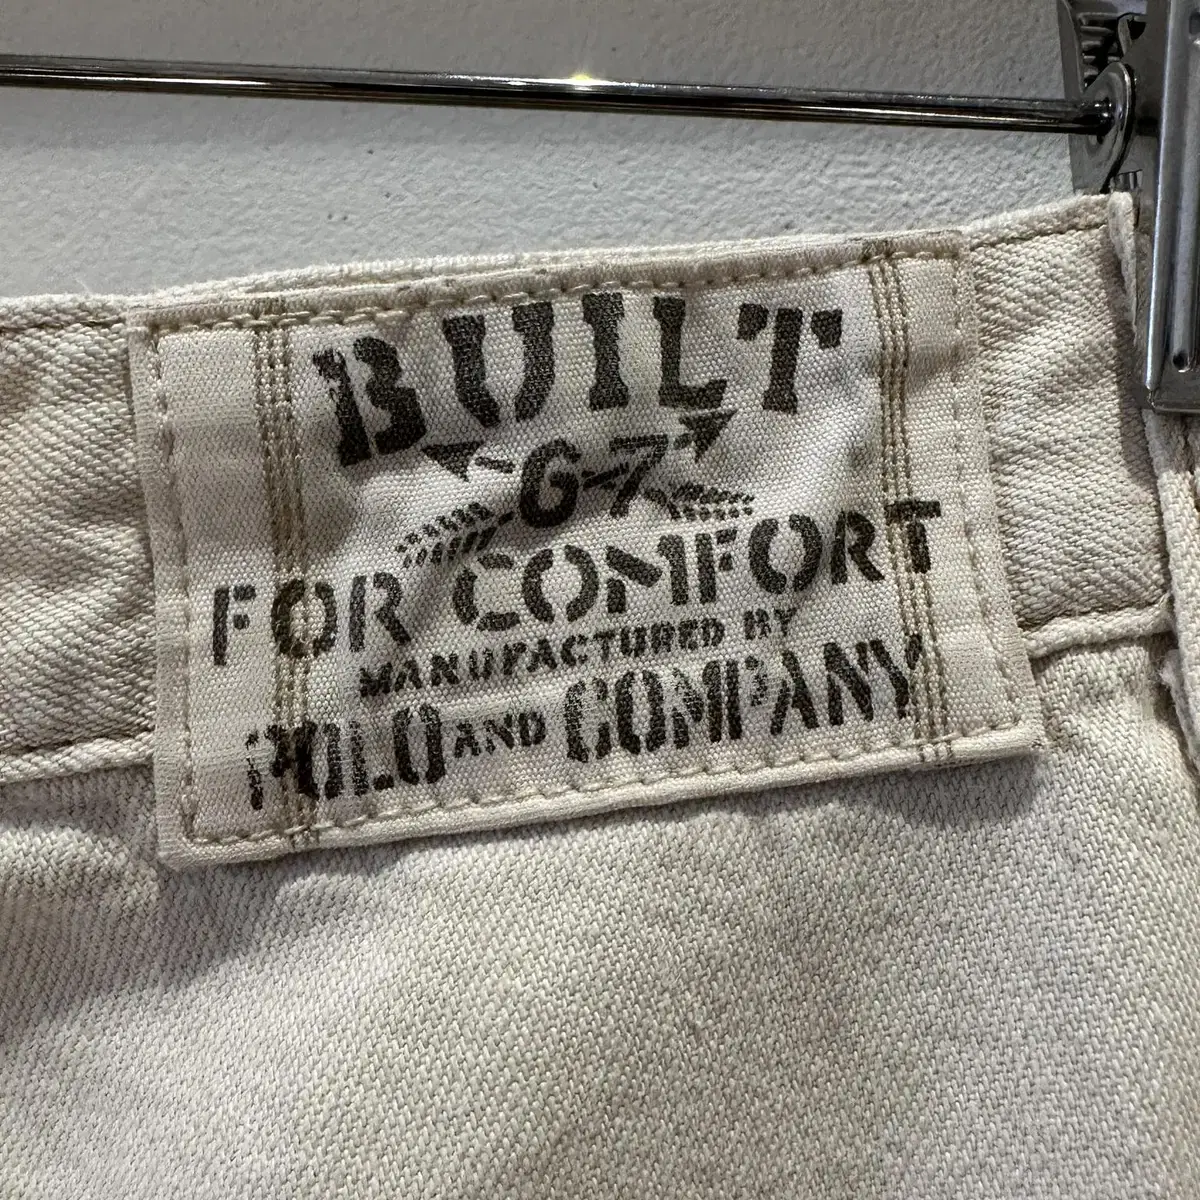 BUILT
G-7
FOR COMFORT
MANUFACTURED BY
POLO AND COMPANY